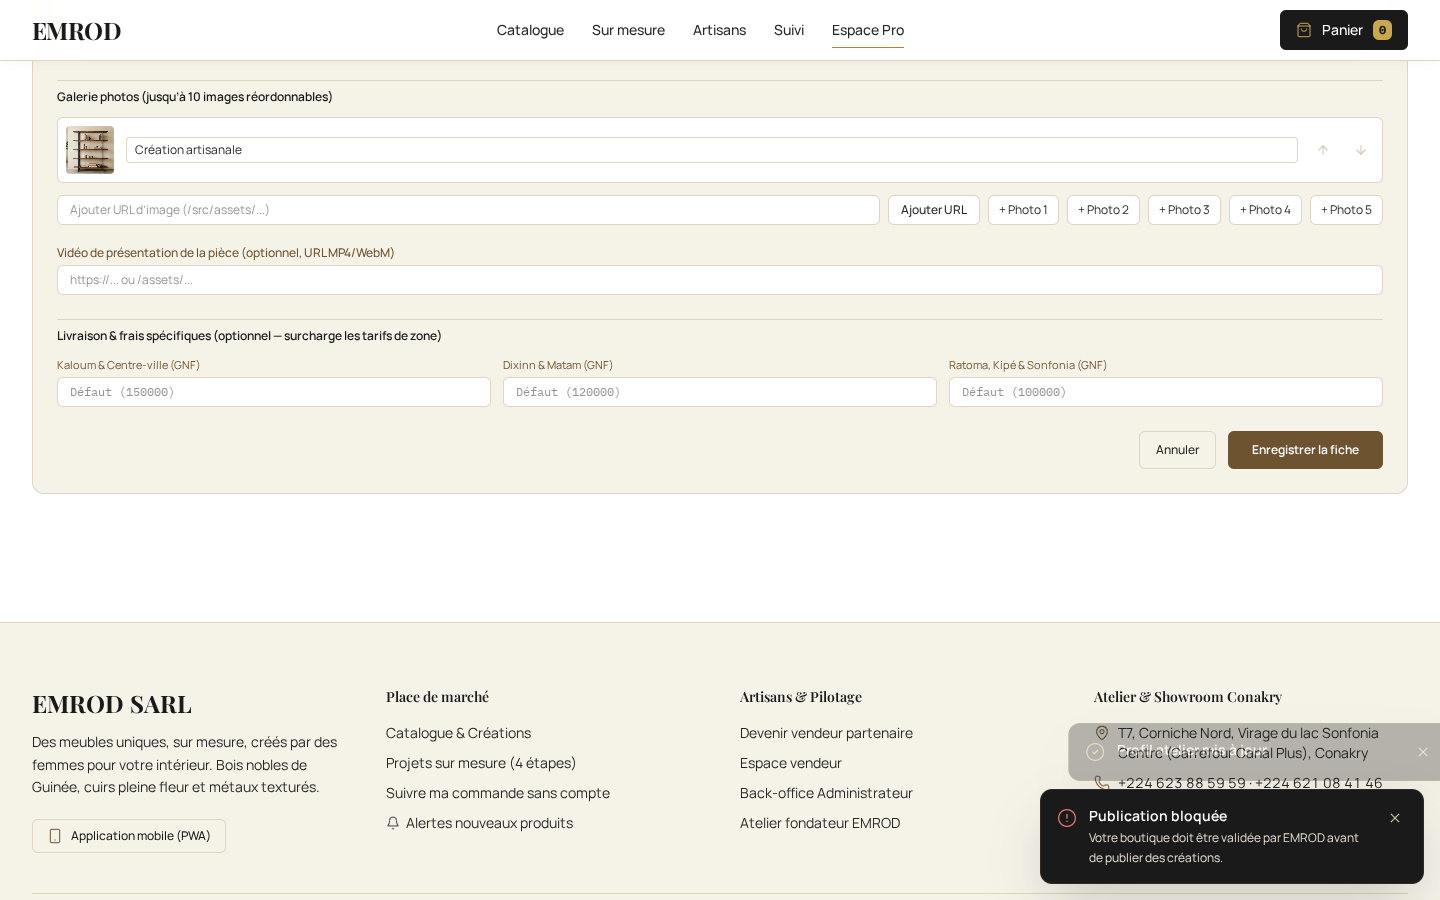 EMROD
Catalogue
Sur mesure
Artisans
Suivi
Espace Pro
Panier 0
Galerie photos (jusqu'à 10 images réordonnables)
Création artisanale
Ajouter URL d'image (/src/assets/...)
Ajouter URL
+ Photo 1
+ Photo 2
+ Photo 3
+ Photo 4
+ Photo 5
Vidéo de présentation de la pièce (optionnel, URL MP4/WebM)
https://... ou /assets/...
Livraison & frais spécifiques (optionnel — surcharge les tarifs de zone)
Kaloum & Centre-ville (GNF)
Défaut (150000)
Dixinn & Matam (GNF)
Défaut (120000)
Ratoma, Kipé & Sonfonia (GNF)
Défaut (100000)
Annuler
Enregistrer la fiche
EMROD SARL
Des meubles uniques, sur mesure, créés par des
femmes pour votre intérieur. Bois nobles de
Guinée, cuirs pleine fleur et métaux texturés.
Application mobile (PWA)
Place de marché
Catalogue & Créations
Projets sur mesure (4 étapes)
Suivre ma commande sans compte
Alertes nouveaux produits
Artisans & Pilotage
Devenir vendeur partenaire
Espace vendeur
Back-office Administrateur
Atelier fondateur EMROD
Atelier & Showroom Conakry
T7, Corniche Nord, Virage du lac Sonfonia
Centre (Carrefour Canal Plus), Conakry
Profil atelier mis à jour
+224 623 88 59 59 · +224 621 08 41 46
Publication bloquée
Votre boutique doit être validée par EMROD avant
de publier des créations.